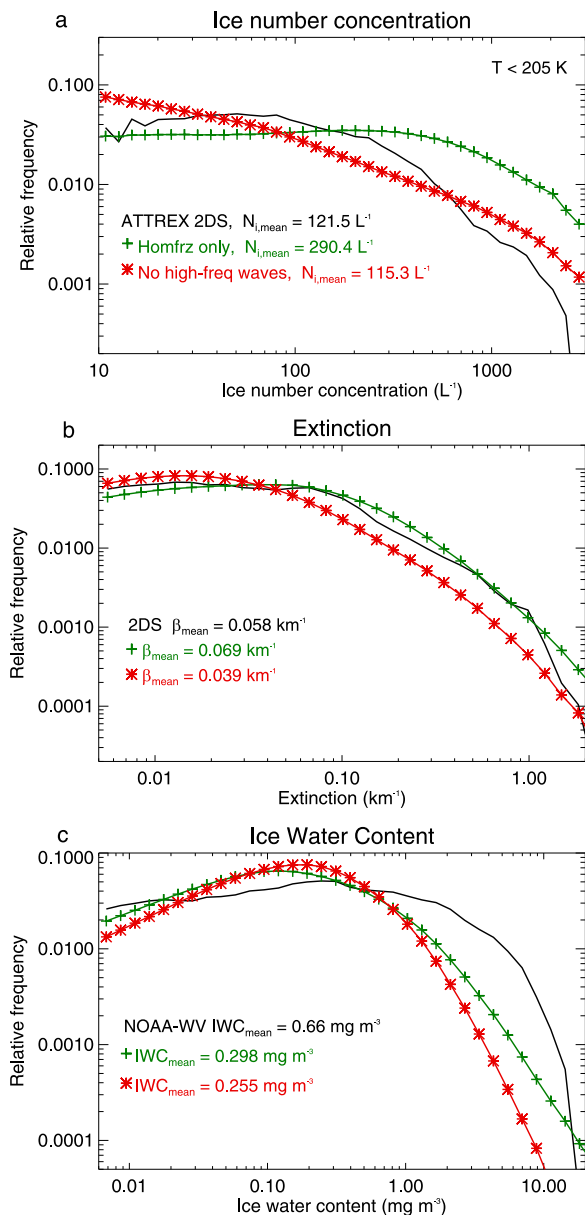 a
Ice number concentration
T < 205 K
0.100
0.010
0.001
Relative frequency
ATTREX 2DS, N_i,mean = 121.5 L⁻¹
Homfrz only, N_i,mean = 290.4 L⁻¹
No high-freq waves, N_i,mean = 115.3 L⁻¹
10
100
1000
Ice number concentration (L⁻¹)
b
Extinction
0.1000
0.0100
0.0010
0.0001
Relative frequency
2DS β_mean = 0.058 km⁻¹
β_mean = 0.069 km⁻¹
β_mean = 0.039 km⁻¹
0.01
0.10
1.00
Extinction (km⁻¹)
c
Ice Water Content
0.1000
0.0100
0.0010
0.0001
Relative frequency
NOAA-WV IWC_mean = 0.66 mg m⁻³
IWC_mean = 0.298 mg m⁻³
IWC_mean = 0.255 mg m⁻³
0.01
0.10
1.00
10.00
Ice water content (mg m⁻³)